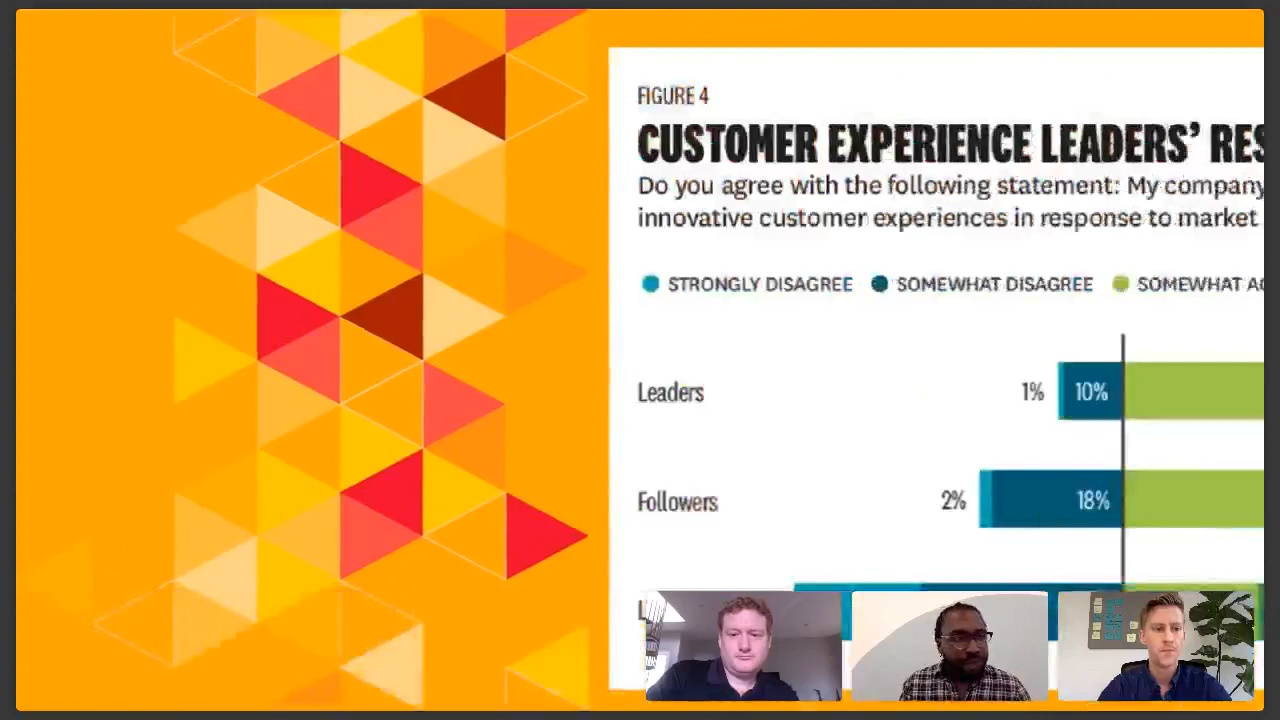 FIGURE 4
CUSTOMER EXPERIENCE LEADERS’ RES
Do you agree with the following statement: My company
innovative customer experiences in response to market
STRONGLY DISAGREE SOMEWHAT DISAGREE SOMEWHAT AG
Leaders 1% 10%
Followers 2% 18%
L